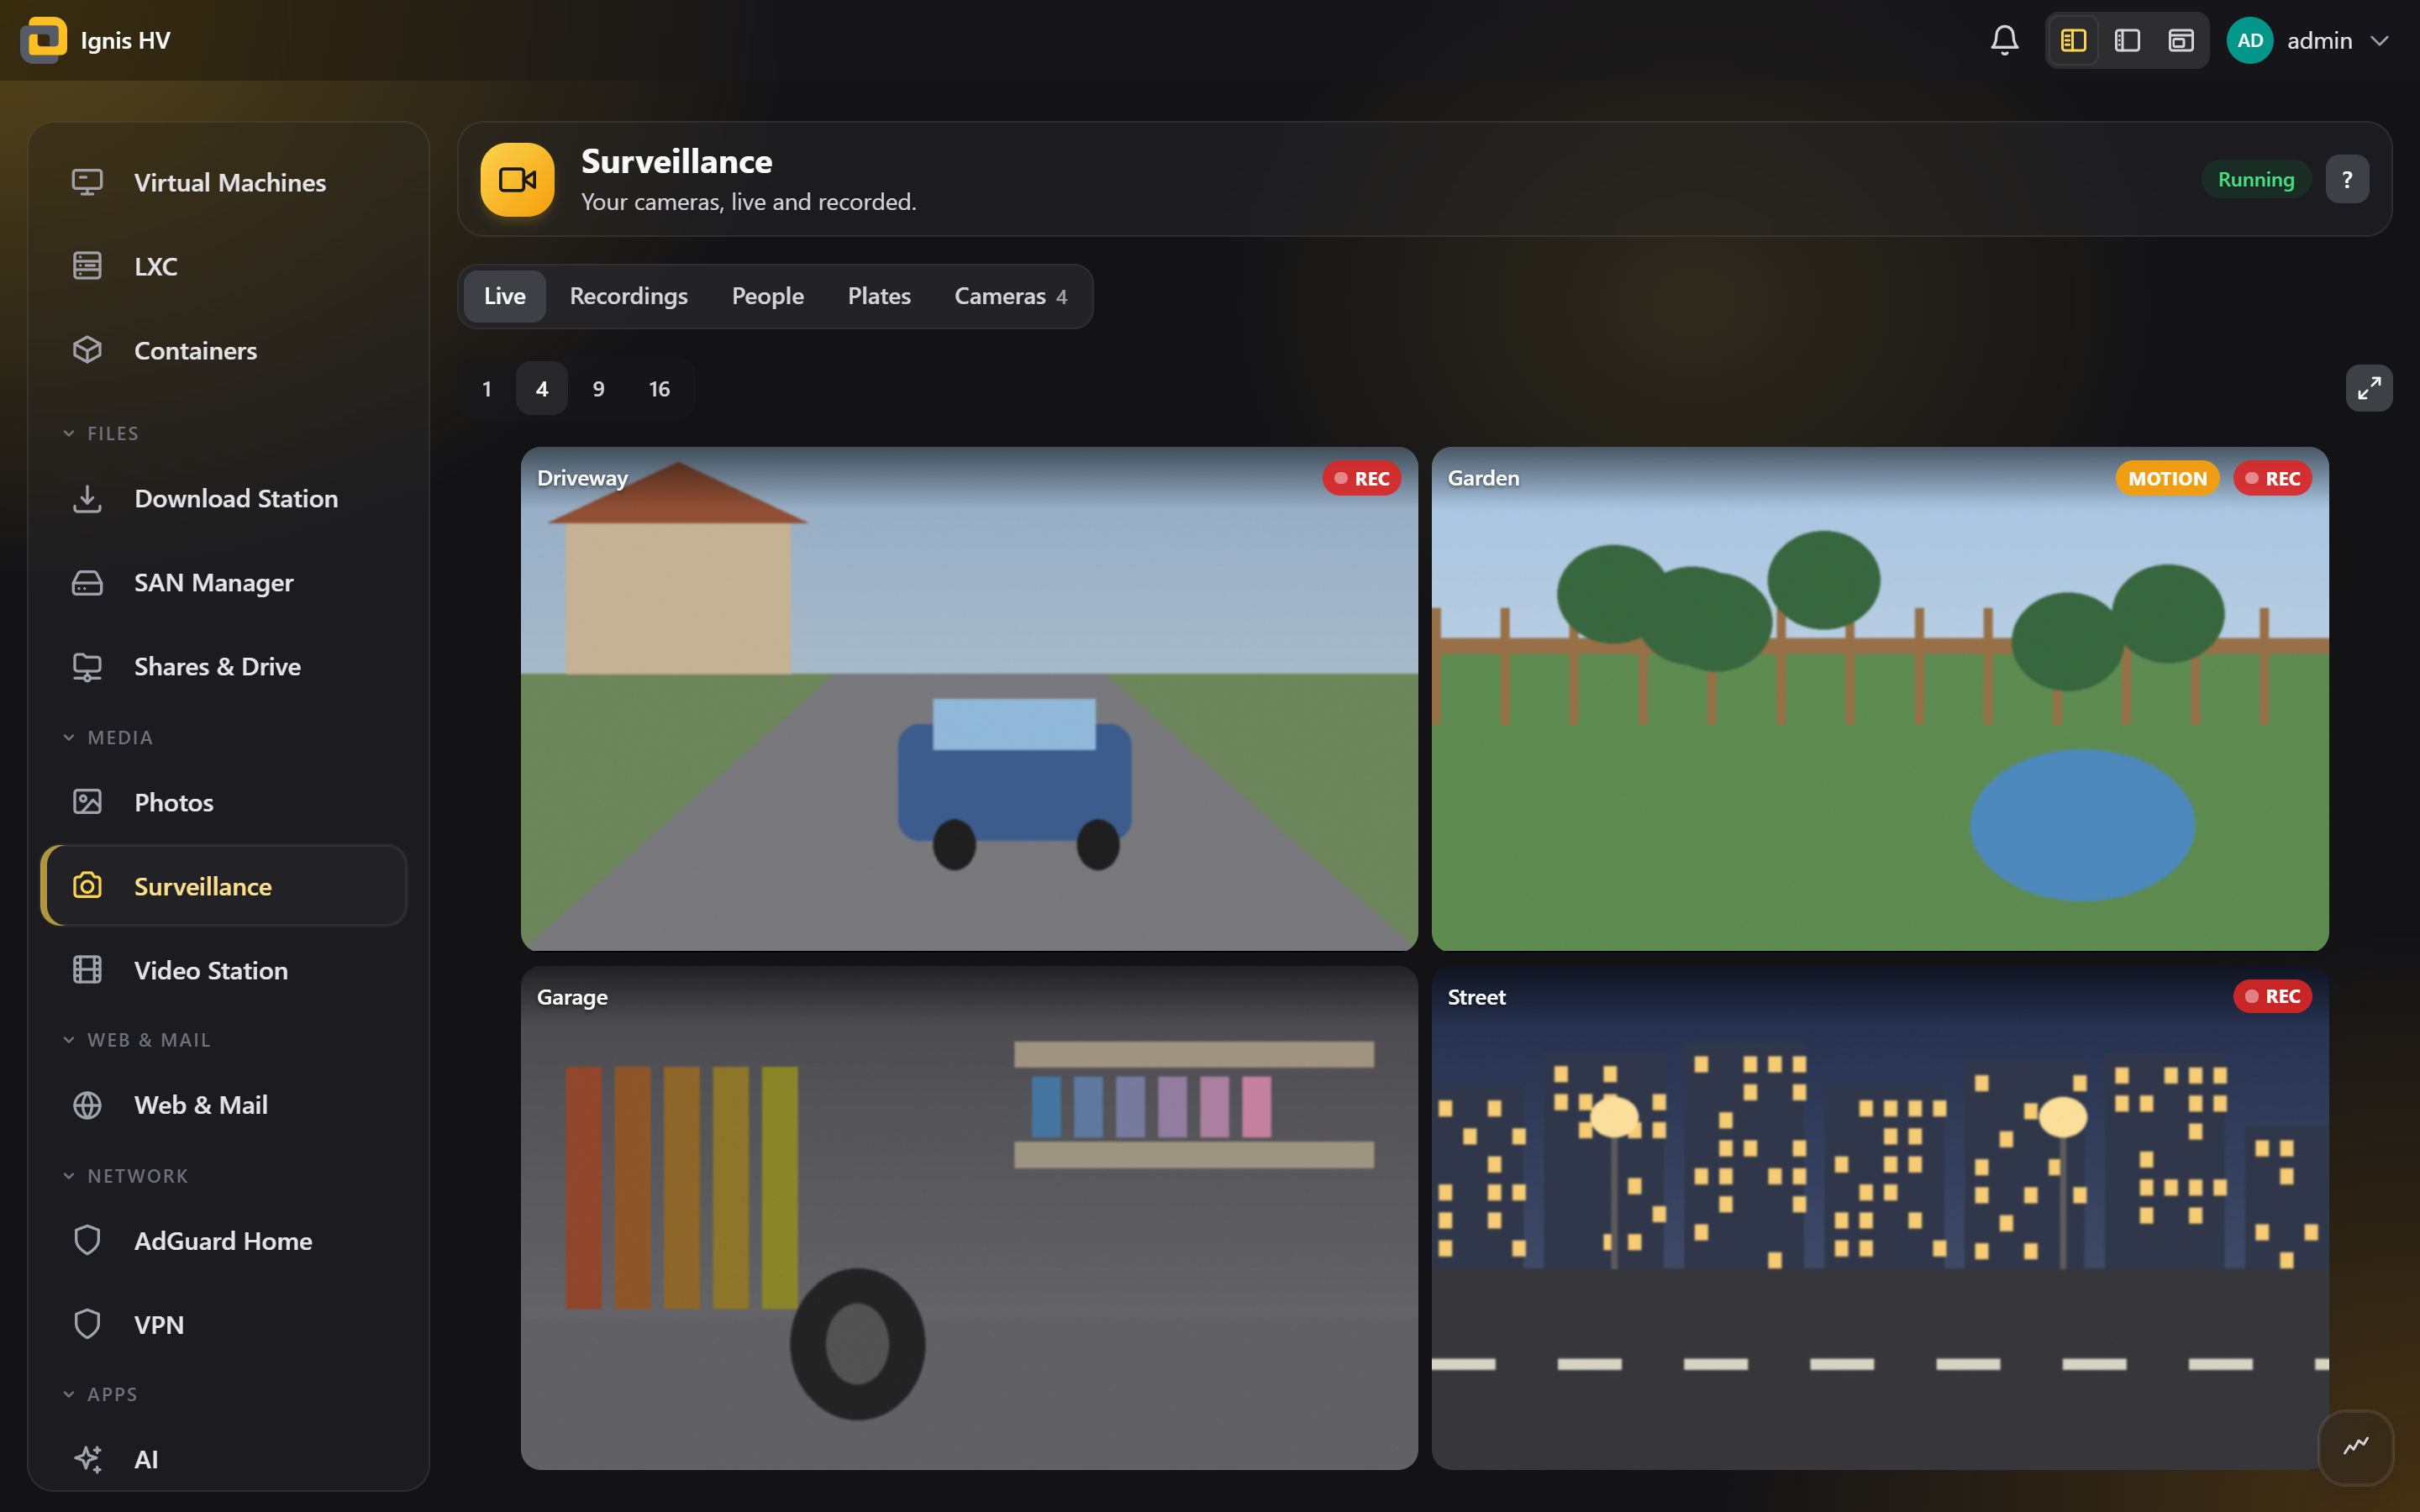 Ignis HV
AD admin
Virtual Machines
LXC
Containers
FILES
Download Station
SAN Manager
Shares & Drive
MEDIA
Photos
Surveillance
Video Station
WEB & MAIL
Web & Mail
NETWORK
AdGuard Home
VPN
APPS
AI
Surveillance
Your cameras, live and recorded.
Running ?
Live Recordings People Plates Cameras 4
1 4 9 16
Driveway REC
Garden MOTION REC
Garage
Street REC